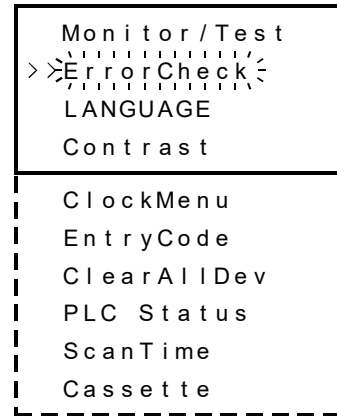 Monitor/Test
>>ErrorCheck
LANGUAGE
Contrast
ClockMenu
EntryCode
ClearAllDev
PLC Status
ScanTime
Cassette